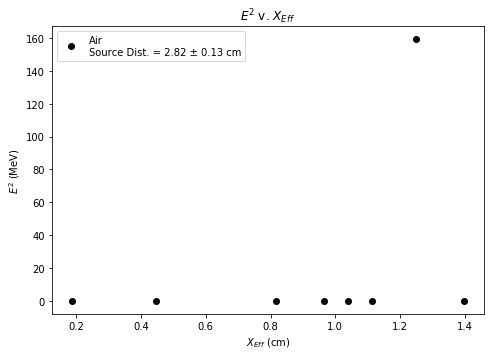 E² v. X_Eff
Air
Source Dist. = 2.82 ± 0.13 cm
E² (MeV)
160
140
120
100
80
60
40
20
0
0.2 0.4 0.6 0.8 1.0 1.2 1.4
X_Eff (cm)